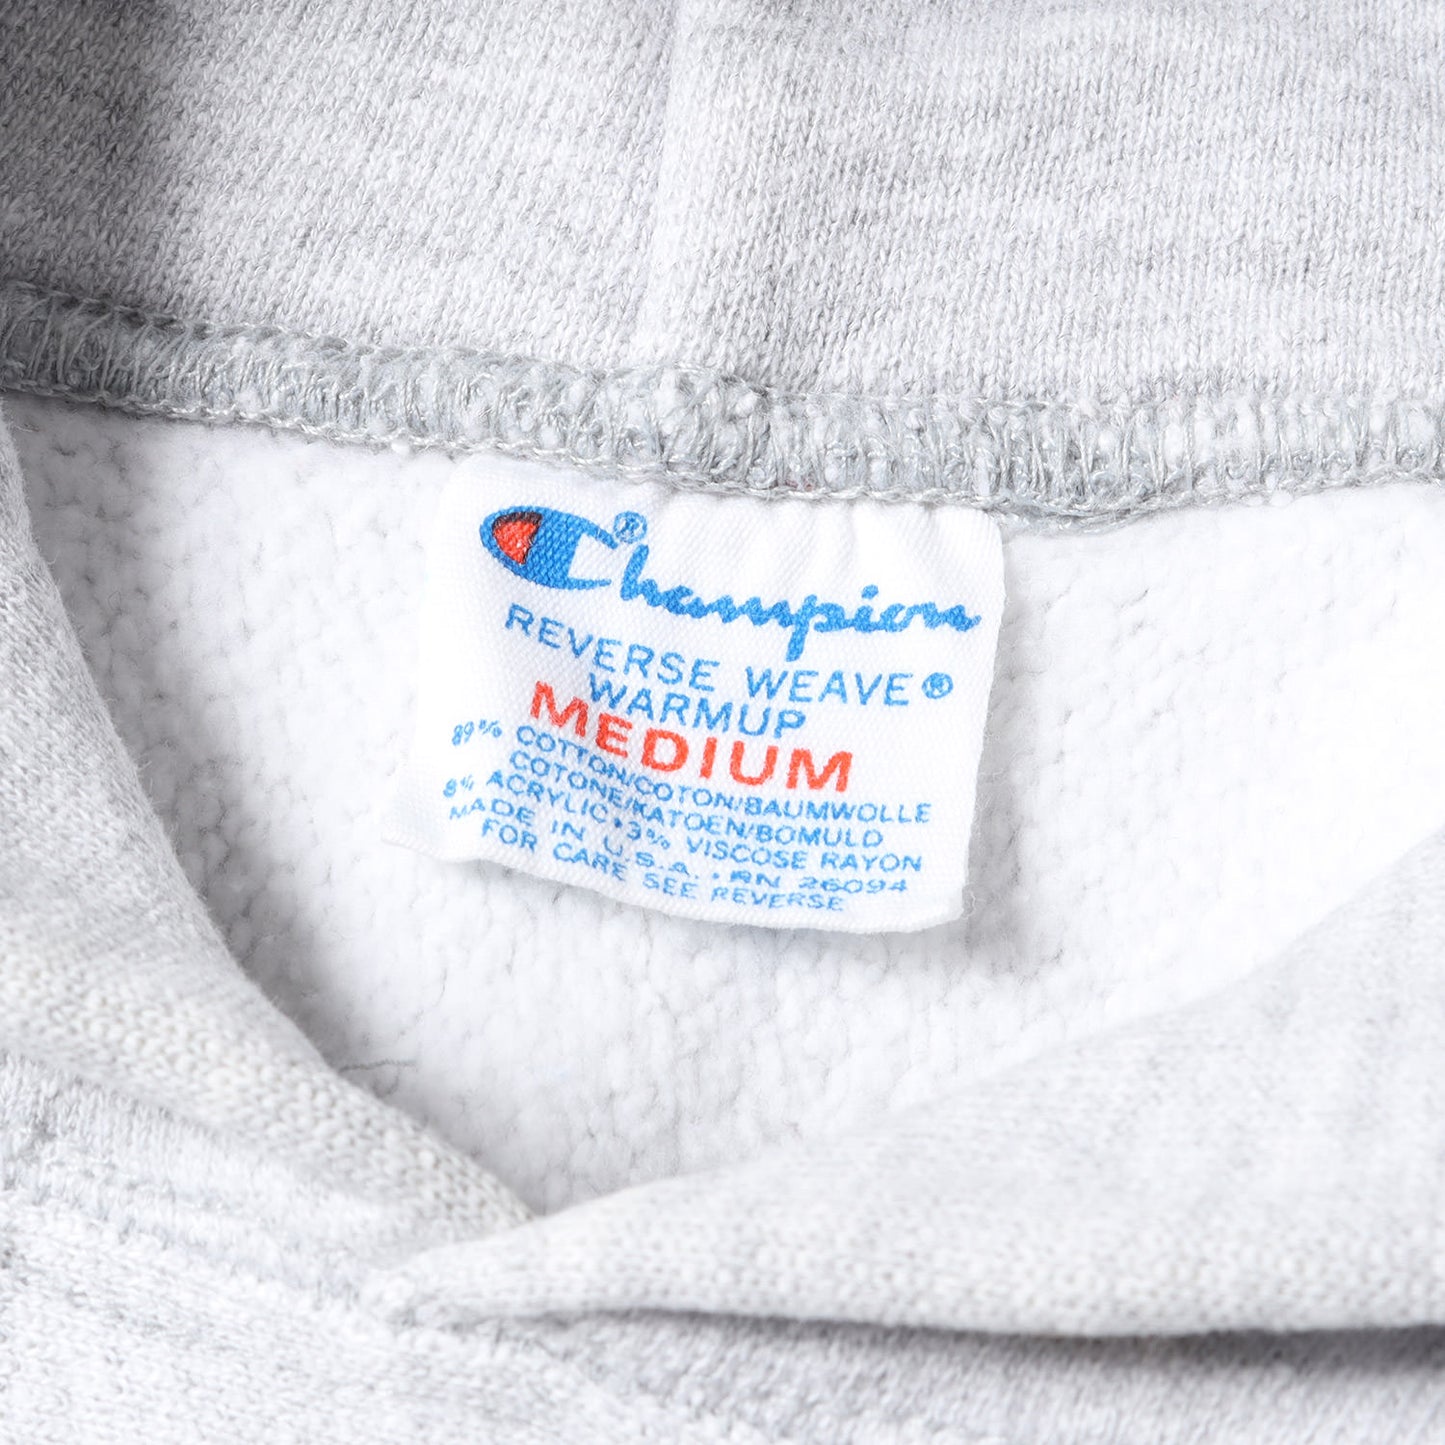 Champion®
REVERSE WEAVE®
WARMUP
MEDIUM
89% COTTON/COTON/BAUMWOLLE
COTONE/KATOEN/BOMULD
8% ACRYLIC • 3% VISCOSE RAYON
MADE IN U.S.A. • RN 26094
FOR CARE SEE REVERSE